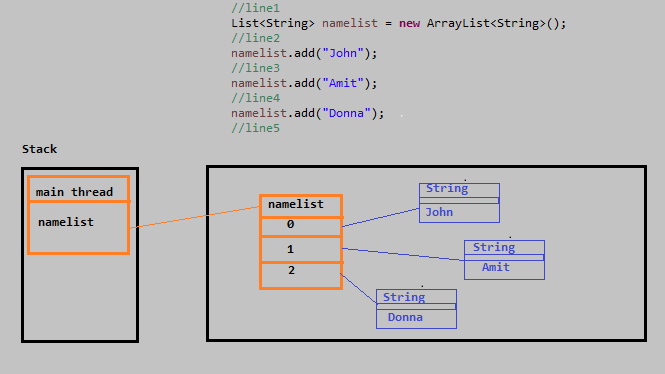 //line1
List<String> namelist = new ArrayList<String>();
//line2
namelist.add("John");
//line3
namelist.add("Amit");
//line4
namelist.add("Donna");
//line5
Stack
main thread
namelist
namelist
0
1
2
String
John
String
Amit
String
Donna